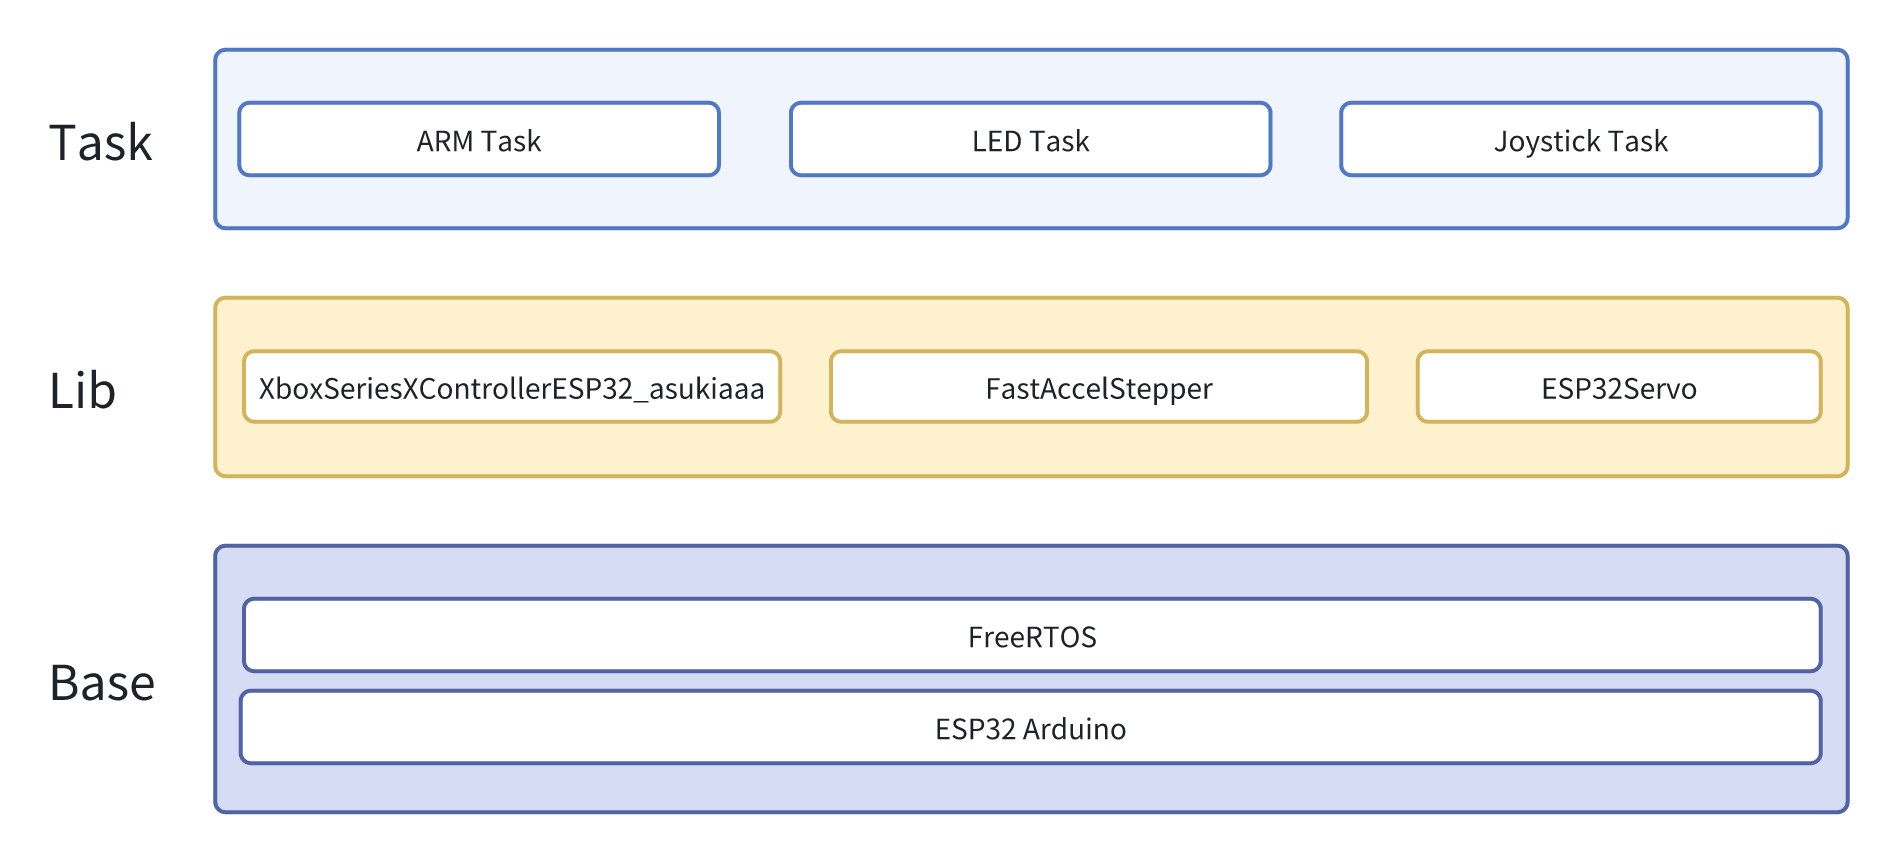 Task
ARM Task
LED Task
Joystick Task
Lib
XboxSeriesXControllerESP32_asukiaaa
FastAccelStepper
ESP32Servo
Base
FreeRTOS
ESP32 Arduino